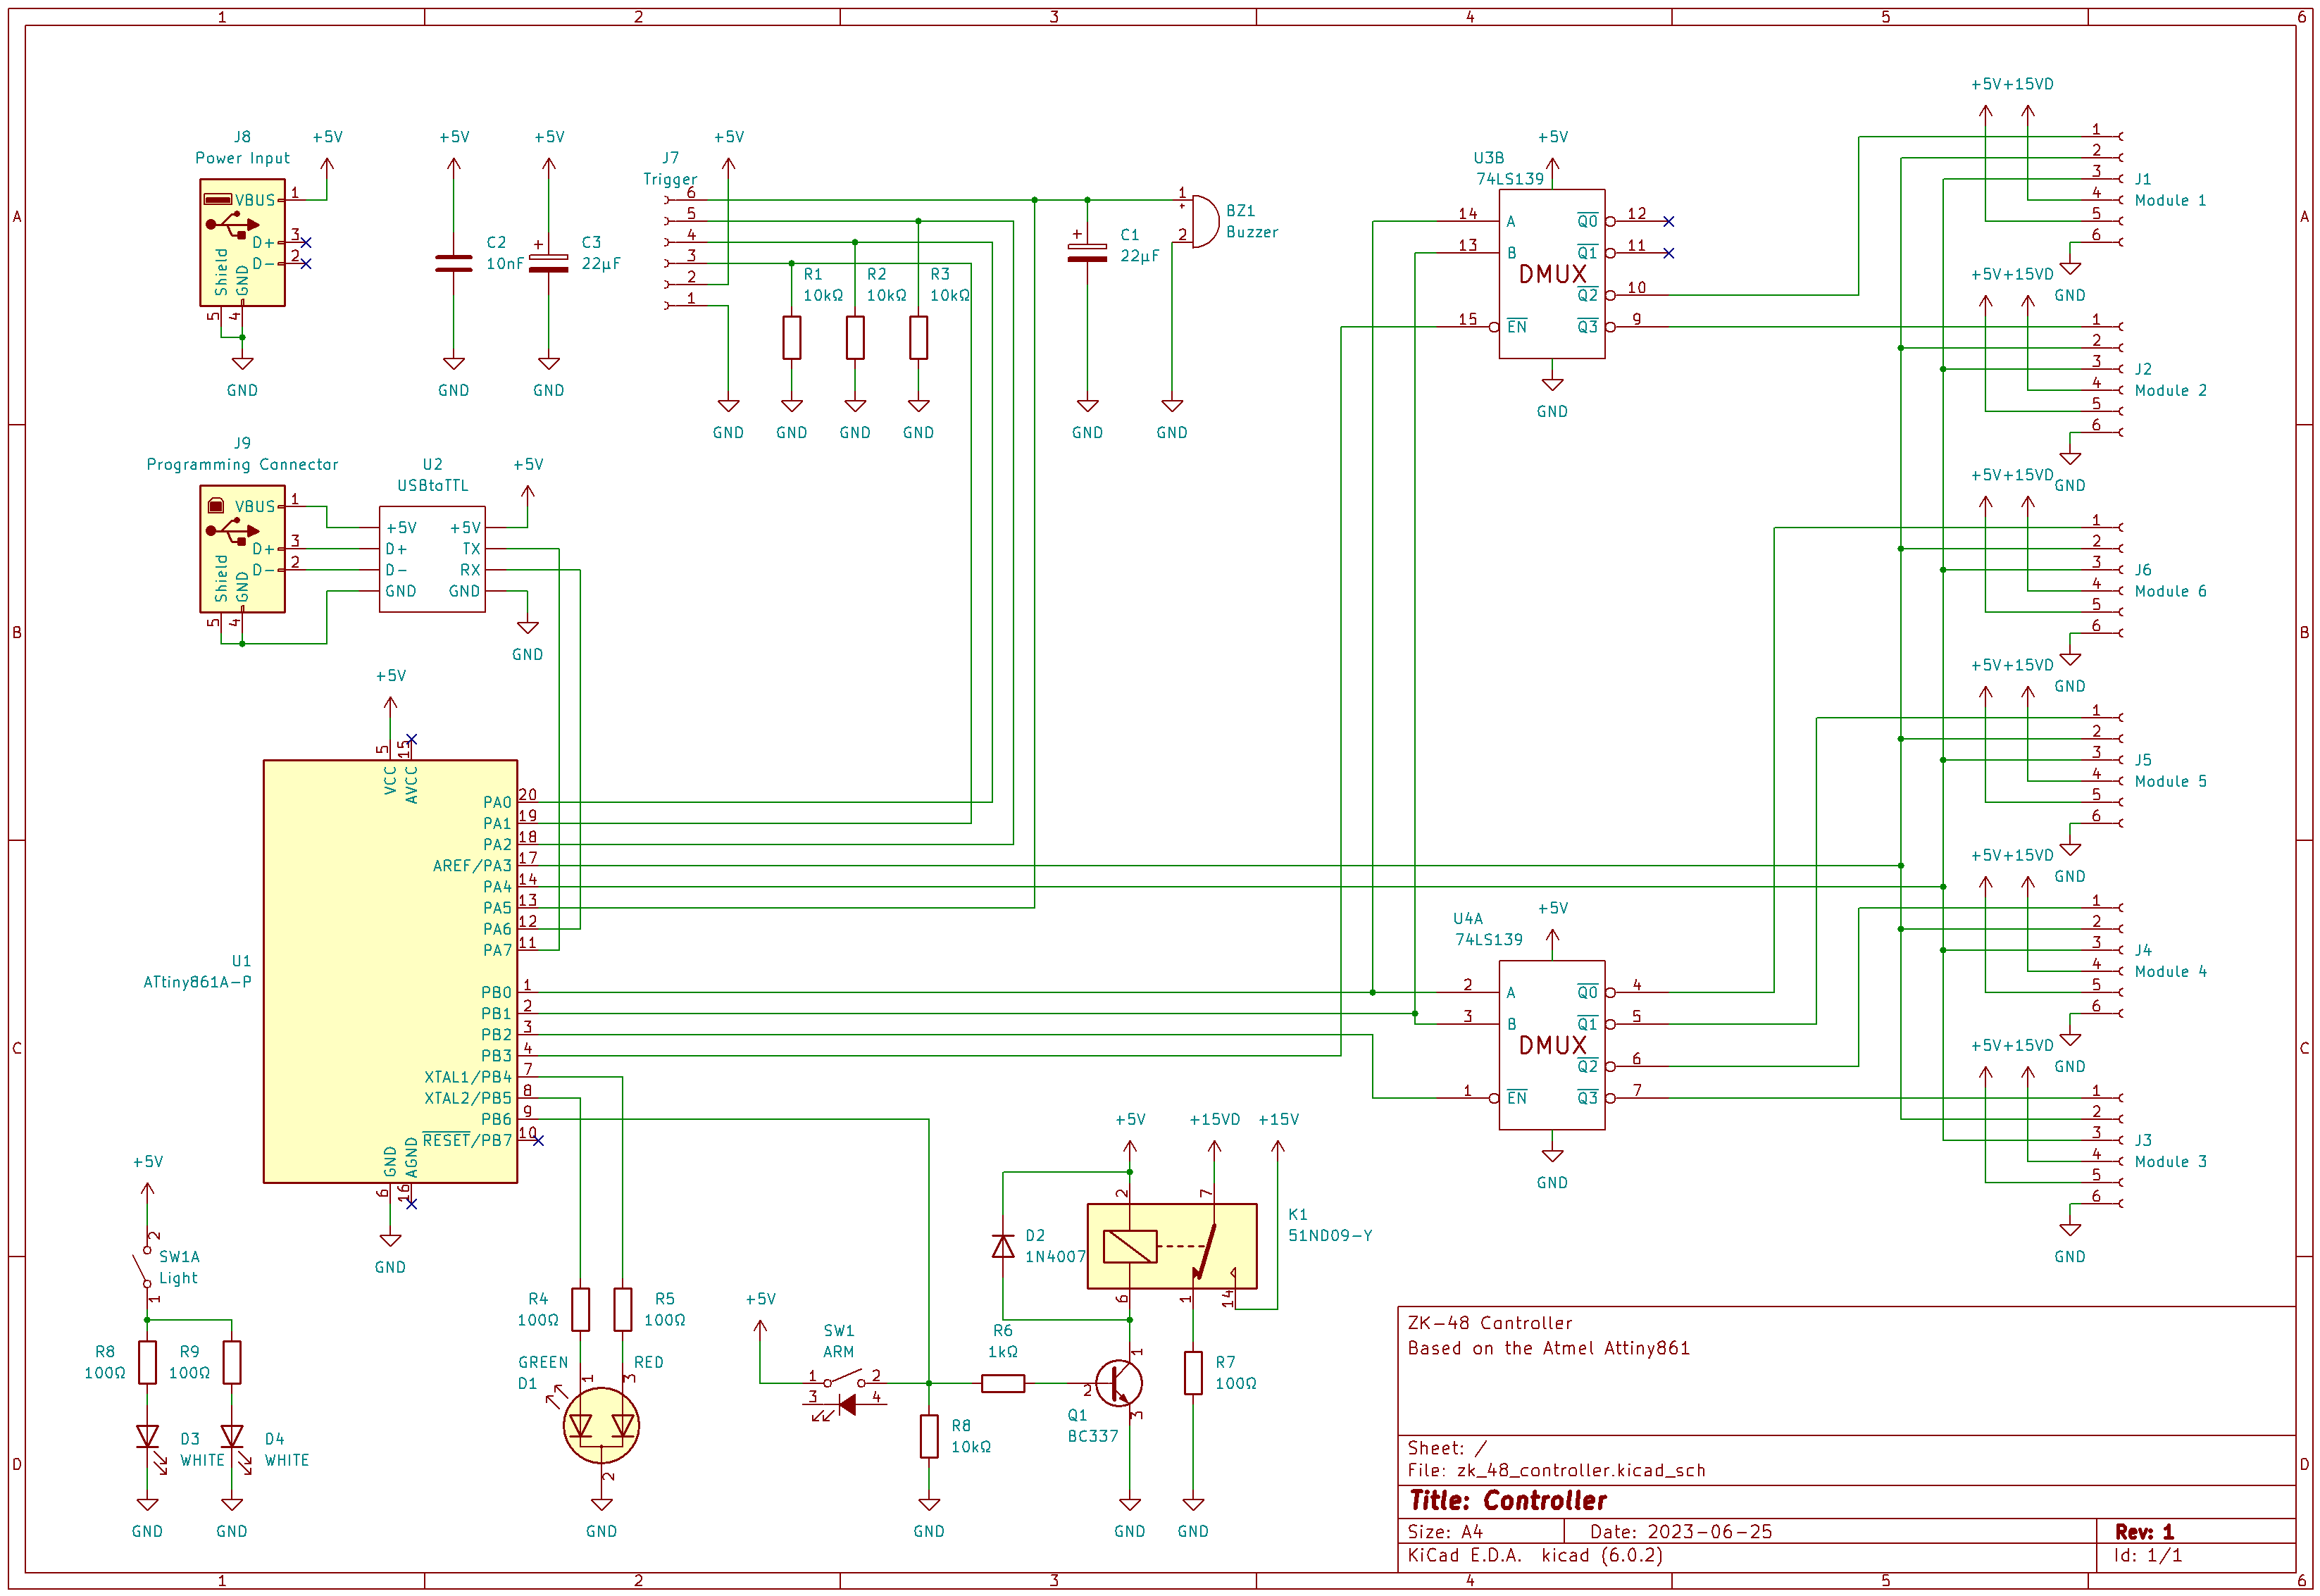 1 2 3 4 5 6
A
B
C
D
J8
Power Input
+5V
VBUS 1
D+ 3
D- 2
Shield
GND
5 4
GND
+5V
C2
10nF
GND
+5V
+
C3
22µF
GND
J7
Trigger
+5V
6
5
4
3
2
1
GND
R1
10kΩ
GND
R2
10kΩ
GND
R3
10kΩ
GND
+
C1
22µF
GND
1
+
2
BZ1
Buzzer
GND
U3B
74LS139
+5V
14 A
13 B
15 EN
DMUX
Q0 12
Q1 11
Q2 10
Q3 9
GND
+5V +15VD
1
2
3
4
5
6
J1
Module 1
GND
+5V +15VD
1
2
3
4
5
6
J2
Module 2
GND
+5V +15VD
1
2
3
4
5
6
J6
Module 6
GND
+5V +15VD
1
2
3
4
5
6
J5
Module 5
GND
+5V +15VD
1
2
3
4
5
6
J4
Module 4
GND
+5V +15VD
1
2
3
4
5
6
J3
Module 3
GND
J9
Programming Connector
VBUS 1
D+ 3
D- 2
Shield
GND
5 4
U2
USBtoTTL
+5V +5V
D+ TX
D- RX
GND GND
+5V
GND
+5V
5 15
VCC AVCC
U1
ATtiny861A-P
PA0 20
PA1 19
PA2 18
AREF/PA3 17
PA4 14
PA5 13
PA6 12
PA7 11
PB0 1
PB1 2
PB2 3
PB3 4
XTAL1/PB4 7
XTAL2/PB5 8
PB6 9
RESET/PB7 10
GND AGND
6 16
GND
U4A
74LS139
+5V
2 A
3 B
1 EN
DMUX
Q0 4
Q1 5
Q2 6
Q3 7
GND
+5V
2
SW1A
Light
1
R8
100Ω
R9
100Ω
D3
WHITE
D4
WHITE
GND
GND
R4
100Ω
R5
100Ω
GREEN
RED
D1
1 3
2
GND
+5V
SW1
ARM
1 2
3 4
R8
10kΩ
GND
R6
1kΩ
+5V +15VD +15V
2 7
D2
1N4007
K1
51ND09-Y
6 1 14
1
2
3
Q1
BC337
GND
R7
100Ω
GND
ZK-48 Controller
Based on the Atmel Attiny861
Sheet: /
File: zk_48_controller.kicad_sch
Title: Controller
Size: A4 Date: 2023-06-25 Rev: 1
KiCad E.D.A. kicad (6.0.2) Id: 1/1
A
B
C
D
1 2 3 4 5 6